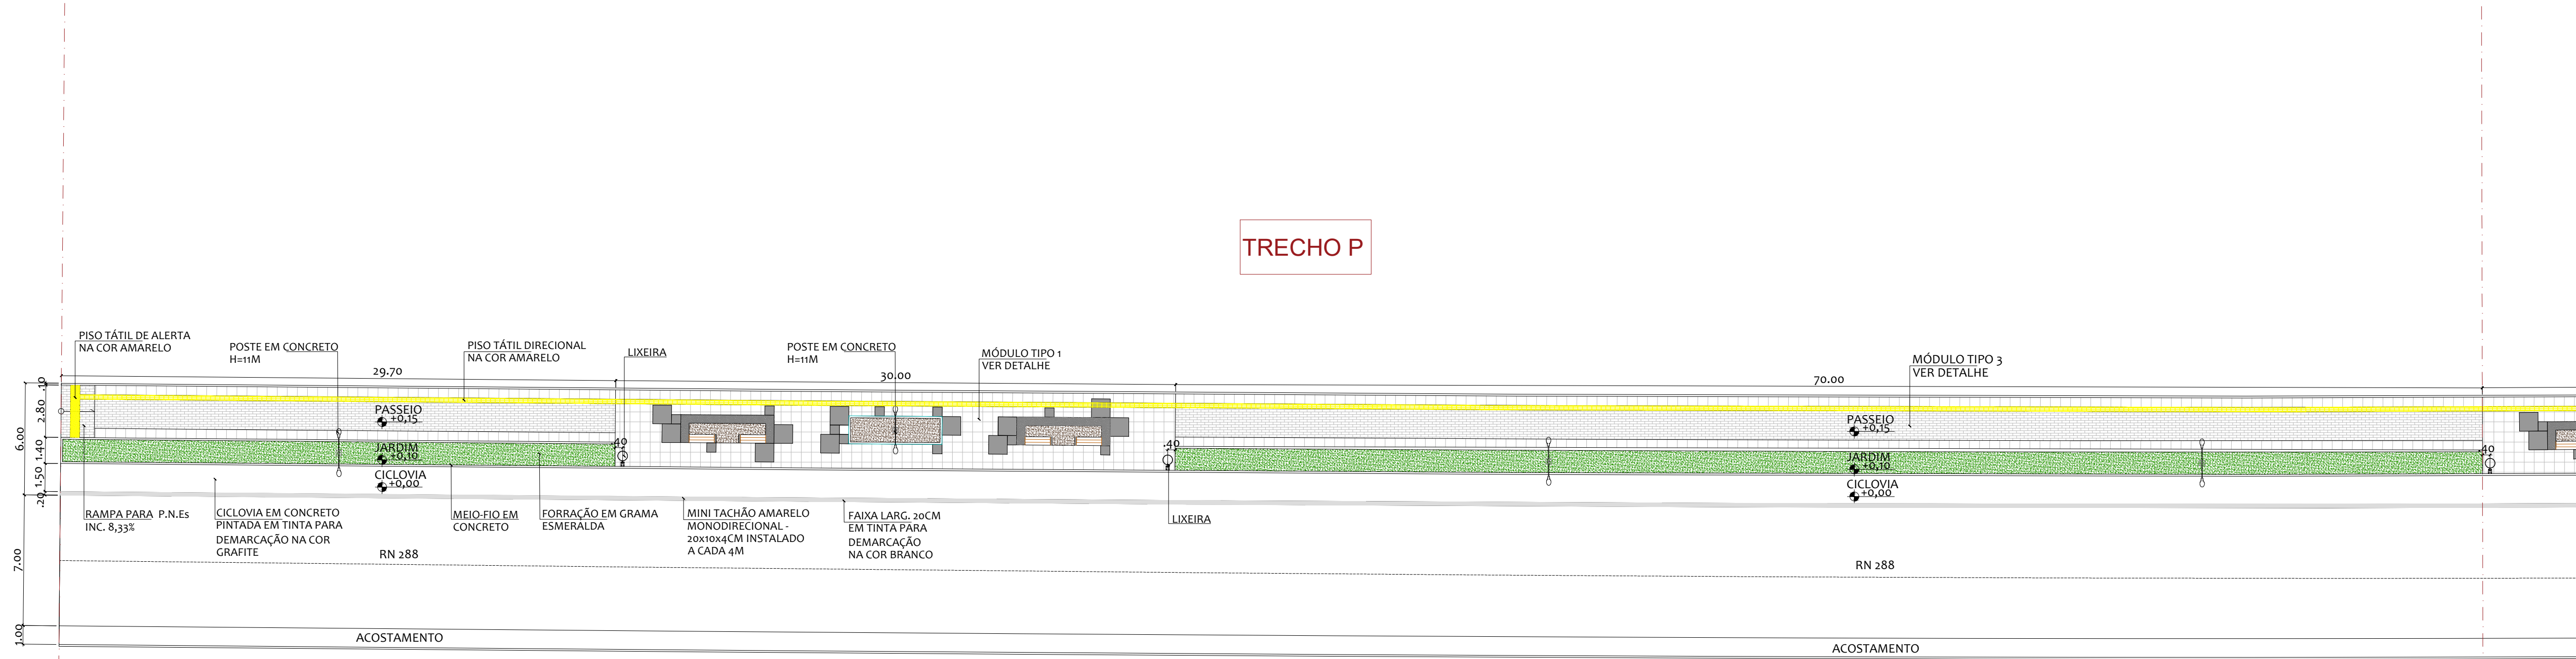 TRECHO P
PISO TÁTIL DE ALERTA
NA COR AMARELO
POSTE EM CONCRETO
H=11M
PISO TÁTIL DIRECIONAL
NA COR AMARELO
LIXEIRA
POSTE EM CONCRETO
H=11M
MÓDULO TIPO 1
VER DETALHE
MÓDULO TIPO 3
VER DETALHE
29.70
30.00
70.00
.10
2.80
6.00
1.40
1.50
.20
7.00
1.00
PASSEIO
+0,15
JARDIM
+0,10
CICLOVIA
+0,00
.40
.40
PASSEIO
+0,15
JARDIM
+0,10
CICLOVIA
+0,00
.40
RAMPA PARA P.N.Es
INC. 8,33%
CICLOVIA EM CONCRETO
PINTADA EM TINTA PARA
DEMARCAÇÃO NA COR
GRAFITE
MEIO-FIO EM
CONCRETO
FORRAÇÃO EM GRAMA
ESMERALDA
MINI TACHÃO AMARELO
MONODIRECIONAL -
20x10x4CM INSTALADO
A CADA 4M
FAIXA LARG. 20CM
EM TINTA PARA
DEMARCAÇÃO
NA COR BRANCO
LIXEIRA
RN 288
RN 288
ACOSTAMENTO
ACOSTAMENTO